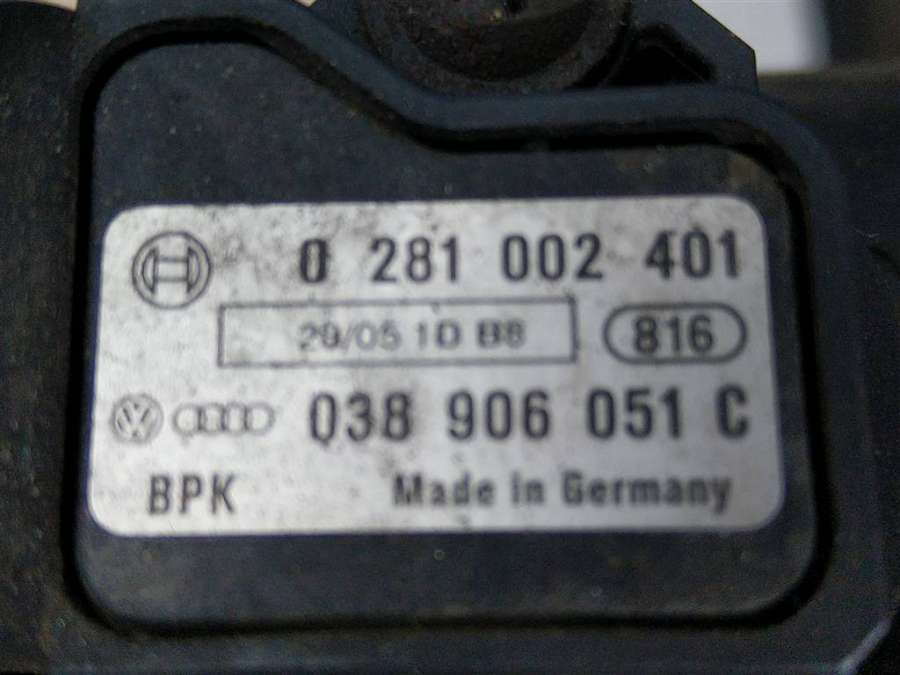 0 281 002 401
29/05 1D B8
816
038 906 051 C
BPK
Made in Germany